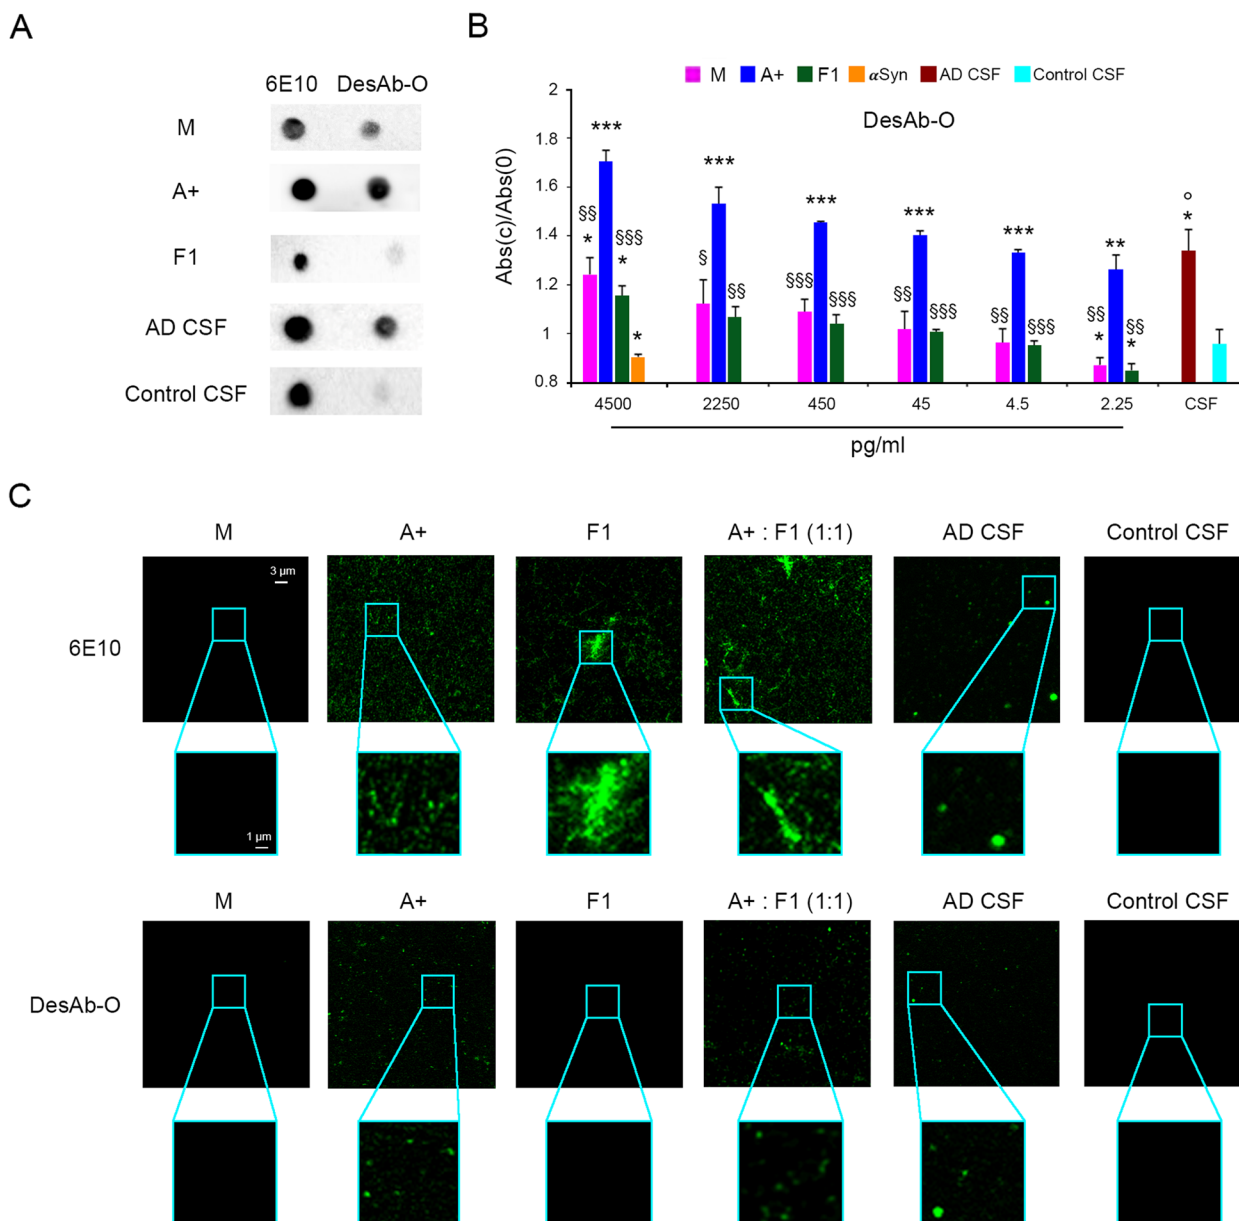 A
6E10 DesAb-O
M
A+
F1
AD CSF
Control CSF
B
M A+ F1 αSyn AD CSF Control CSF
DesAb-O
Abs(c)/Abs(0)
2
1.8
1.6
1.4
1.2
1
0.8
§§ * *** §§§ * *
§ *** §§
§§§ *** §§§
§§ *** §§§
§§ *** §§§
§§ * ** §§ *
° *
4500 2250 450 45 4.5 2.25 CSF
pg/ml
C
M A+ F1 A+ : F1 (1:1) AD CSF Control CSF
3 µm
6E10
1 µm
M A+ F1 A+ : F1 (1:1) AD CSF Control CSF
DesAb-O